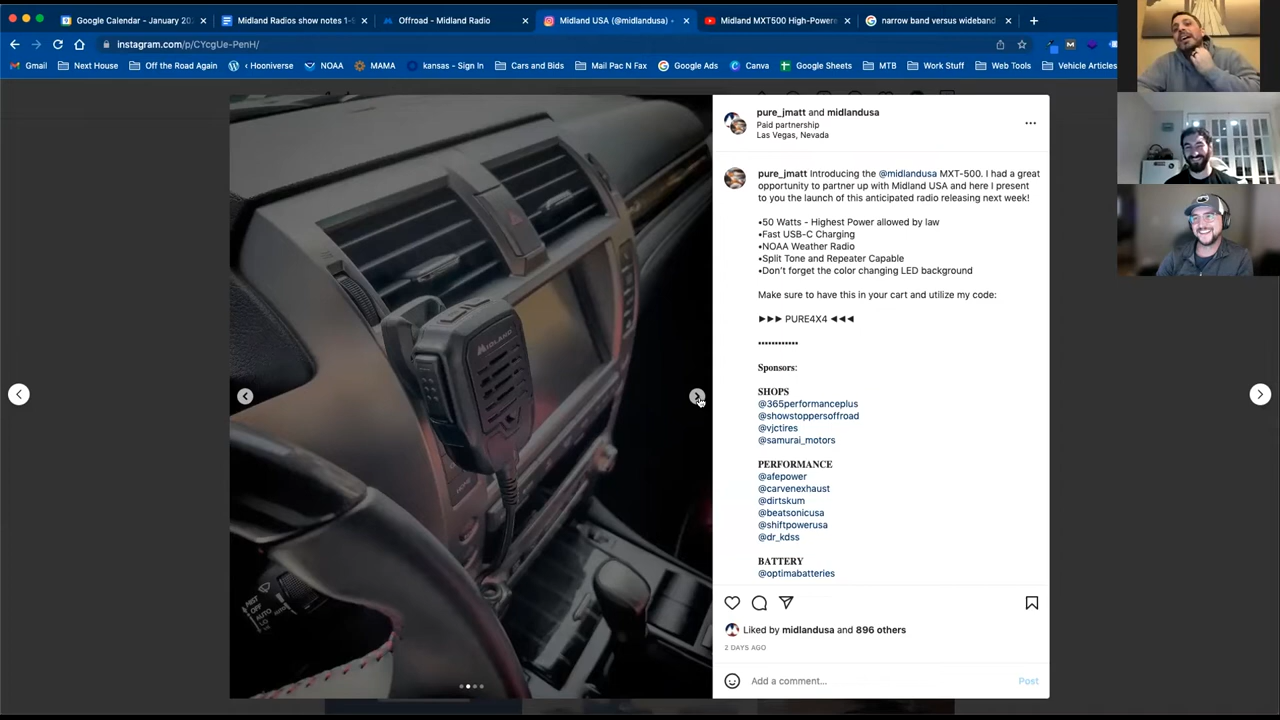 Google Calendar - January 202
Midland Radios show notes 1-5
Offroad - Midland Radio
Midland USA (@midlandusa) •
Midland MXT500 High-Powere
narrow band versus wideband
instagram.com/p/CYcgUe-PenH/
Gmail
Next House
Off the Road Again
‹ Hooniverse
NOAA
MAMA
kansas - Sign In
Cars and Bids
Mail Pac N Fax
Google Ads
Canva
Google Sheets
MTB
Work Stuff
Web Tools
Vehicle Articles
MIDLAND
MIST
OFF
AUTO
LO
pure_jmatt and midlandusa
Paid partnership
Las Vegas, Nevada
pure_jmatt Introducing the @midlandusa MXT-500. I had a great
opportunity to partner up with Midland USA and here I present
to you the launch of this anticipated radio releasing next week!
•50 Watts - Highest Power allowed by law
•Fast USB-C Charging
•NOAA Weather Radio
•Split Tone and Repeater Capable
•Don't forget the color changing LED background
Make sure to have this in your cart and utilize my code:
►►► PURE4X4 ◄◄◄
••••••••••••
Sponsors:
SHOPS
@365performanceplus
@showstoppersoffroad
@vjctires
@samurai_motors
PERFORMANCE
@afepower
@carvenexhaust
@dirtskum
@beatsonicusa
@shiftpowerusa
@dr_kdss
BATTERY
@optimabatteries
Liked by midlandusa and 896 others
2 DAYS AGO
Add a comment...
Post